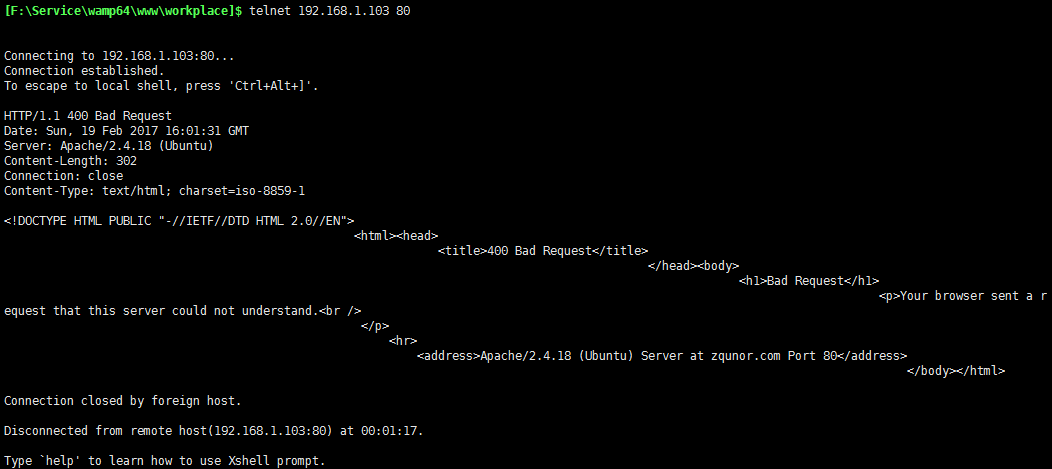 [F:\Service\wamp64\www\workplace]$ telnet 192.168.1.103 80
Connecting to 192.168.1.103:80...
Connection established.
To escape to local shell, press 'Ctrl+Alt+]'.
HTTP/1.1 400 Bad Request
Date: Sun, 19 Feb 2017 16:01:31 GMT
Server: Apache/2.4.18 (Ubuntu)
Content-Length: 302
Connection: close
Content-Type: text/html; charset=iso-8859-1
<!DOCTYPE HTML PUBLIC "-//IETF//DTD HTML 2.0//EN">
<html><head>
<title>400 Bad Request</title>
</head><body>
<h1>Bad Request</h1>
<p>Your browser sent a r
equest that this server could not understand.<br />
</p>
<hr>
<address>Apache/2.4.18 (Ubuntu) Server at zqunor.com Port 80</address>
</body></html>
Connection closed by foreign host.
Disconnected from remote host(192.168.1.103:80) at 00:01:17.
Type `help' to learn how to use Xshell prompt.